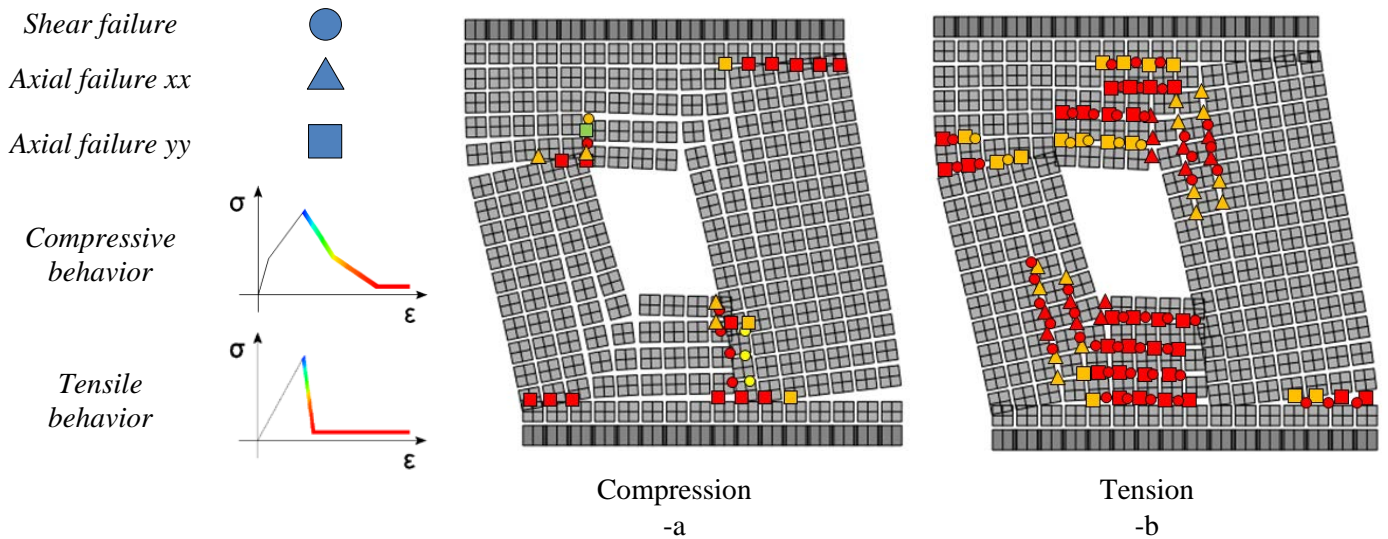 Shear failure
Axial failure xx
Axial failure yy
Compressive
behavior
σ
ε
Tensile
behavior
σ
ε
Compression
-a
Tension
-b